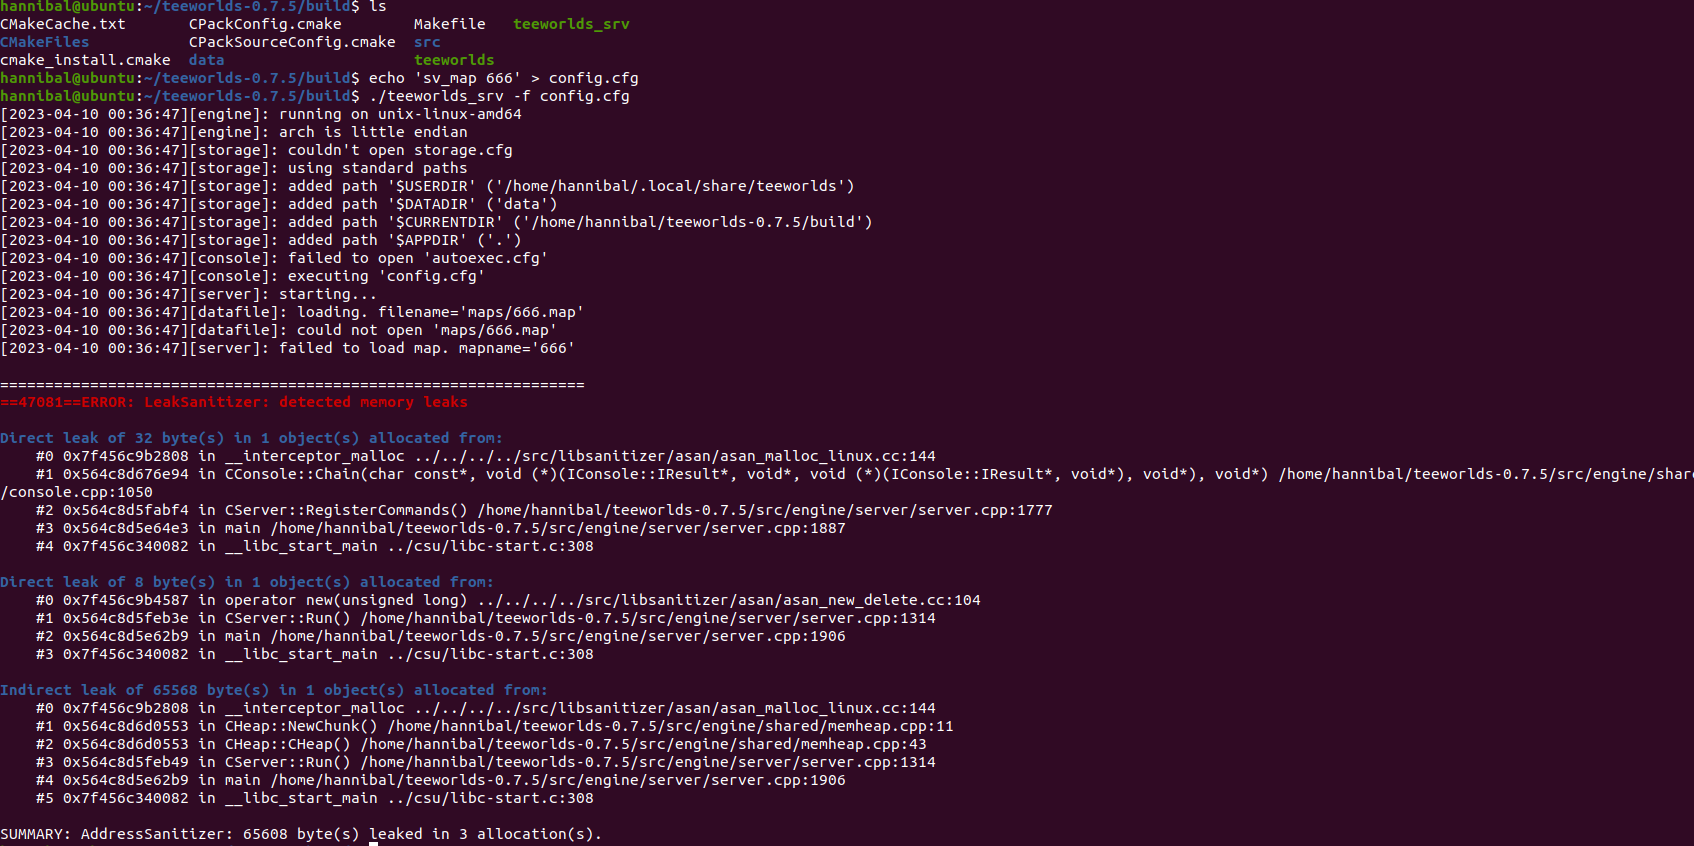 hannibal@ubuntu:~/teeworlds-0.7.5/build$ ls
CMakeCache.txt       CPackConfig.cmake        Makefile   teeworlds_srv
CMakeFiles           CPackSourceConfig.cmake  src
cmake_install.cmake  data                     teeworlds
hannibal@ubuntu:~/teeworlds-0.7.5/build$ echo 'sv_map 666' > config.cfg
hannibal@ubuntu:~/teeworlds-0.7.5/build$ ./teeworlds_srv -f config.cfg
[2023-04-10 00:36:47][engine]: running on unix-linux-amd64
[2023-04-10 00:36:47][engine]: arch is little endian
[2023-04-10 00:36:47][storage]: couldn't open storage.cfg
[2023-04-10 00:36:47][storage]: using standard paths
[2023-04-10 00:36:47][storage]: added path '$USERDIR' ('/home/hannibal/.local/share/teeworlds')
[2023-04-10 00:36:47][storage]: added path '$DATADIR' ('data')
[2023-04-10 00:36:47][storage]: added path '$CURRENTDIR' ('/home/hannibal/teeworlds-0.7.5/build')
[2023-04-10 00:36:47][storage]: added path '$APPDIR' ('.')
[2023-04-10 00:36:47][console]: failed to open 'autoexec.cfg'
[2023-04-10 00:36:47][console]: executing 'config.cfg'
[2023-04-10 00:36:47][server]: starting...
[2023-04-10 00:36:47][datafile]: loading. filename='maps/666.map'
[2023-04-10 00:36:47][datafile]: could not open 'maps/666.map'
[2023-04-10 00:36:47][server]: failed to load map. mapname='666'
=================================================================
==47081==ERROR: LeakSanitizer: detected memory leaks
Direct leak of 32 byte(s) in 1 object(s) allocated from:
    #0 0x7f456c9b2808 in __interceptor_malloc ../../../../src/libsanitizer/asan/asan_malloc_linux.cc:144
    #1 0x564c8d676e94 in CConsole::Chain(char const*, void (*)(IConsole::IResult*, void*, void (*)(IConsole::IResult*, void*), void*), void*) /home/hannibal/teeworlds-0.7.5/src/engine/shared
/console.cpp:1050
    #2 0x564c8d5fabf4 in CServer::RegisterCommands() /home/hannibal/teeworlds-0.7.5/src/engine/server/server.cpp:1777
    #3 0x564c8d5e64e3 in main /home/hannibal/teeworlds-0.7.5/src/engine/server/server.cpp:1887
    #4 0x7f456c340082 in __libc_start_main ../csu/libc-start.c:308
Direct leak of 8 byte(s) in 1 object(s) allocated from:
    #0 0x7f456c9b4587 in operator new(unsigned long) ../../../../src/libsanitizer/asan/asan_new_delete.cc:104
    #1 0x564c8d5feb3e in CServer::Run() /home/hannibal/teeworlds-0.7.5/src/engine/server/server.cpp:1314
    #2 0x564c8d5e62b9 in main /home/hannibal/teeworlds-0.7.5/src/engine/server/server.cpp:1906
    #3 0x7f456c340082 in __libc_start_main ../csu/libc-start.c:308
Indirect leak of 65568 byte(s) in 1 object(s) allocated from:
    #0 0x7f456c9b2808 in __interceptor_malloc ../../../../src/libsanitizer/asan/asan_malloc_linux.cc:144
    #1 0x564c8d6d0553 in CHeap::NewChunk() /home/hannibal/teeworlds-0.7.5/src/engine/shared/memheap.cpp:11
    #2 0x564c8d6d0553 in CHeap::CHeap() /home/hannibal/teeworlds-0.7.5/src/engine/shared/memheap.cpp:43
    #3 0x564c8d5feb49 in CServer::Run() /home/hannibal/teeworlds-0.7.5/src/engine/server/server.cpp:1314
    #4 0x564c8d5e62b9 in main /home/hannibal/teeworlds-0.7.5/src/engine/server/server.cpp:1906
    #5 0x7f456c340082 in __libc_start_main ../csu/libc-start.c:308
SUMMARY: AddressSanitizer: 65608 byte(s) leaked in 3 allocation(s).